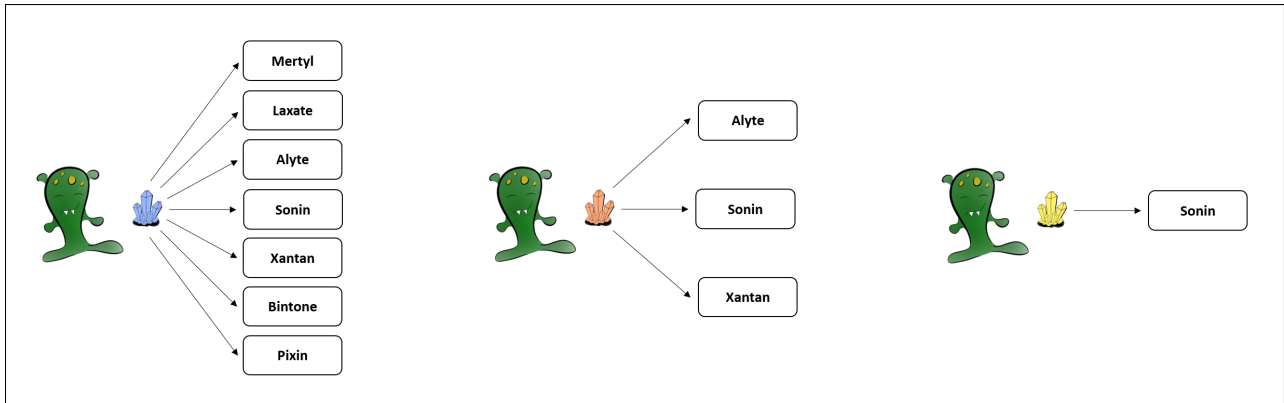 Mertyl
Laxate
Alyte
Sonin
Xantan
Bintone
Pixin
Alyte
Sonin
Xantan
Sonin